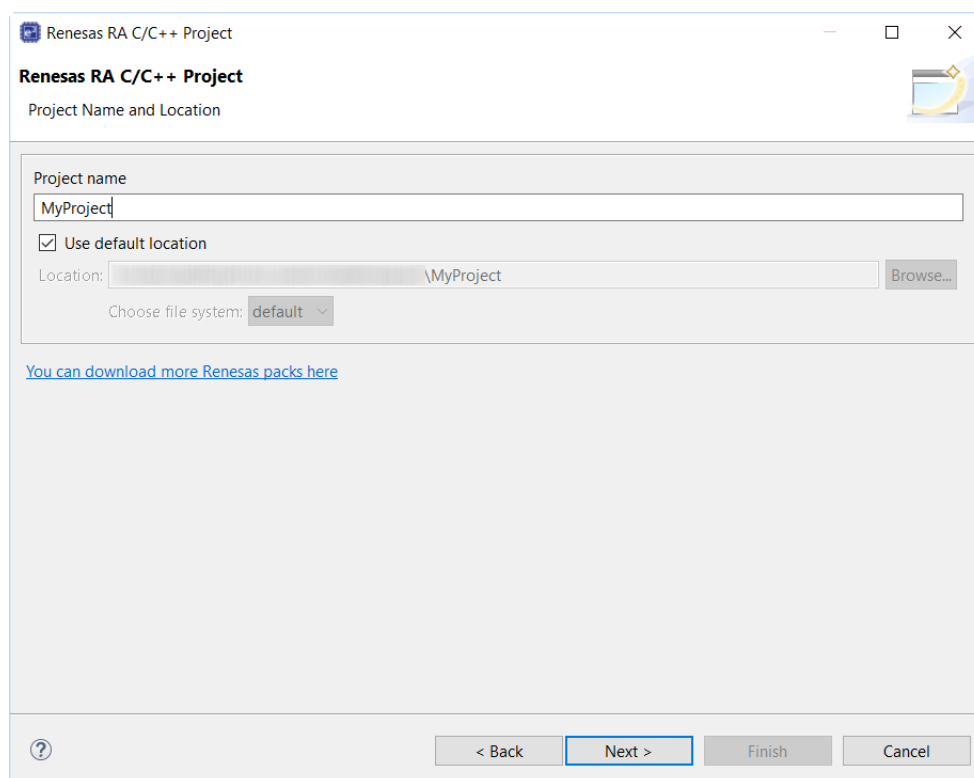 Renesas RA C/C++ Project
Renesas RA C/C++ Project
Project Name and Location
Project name
MyProject
Use default location
Location: \MyProject Browse...
Choose file system: default
You can download more Renesas packs here
? < Back Next > Finish Cancel